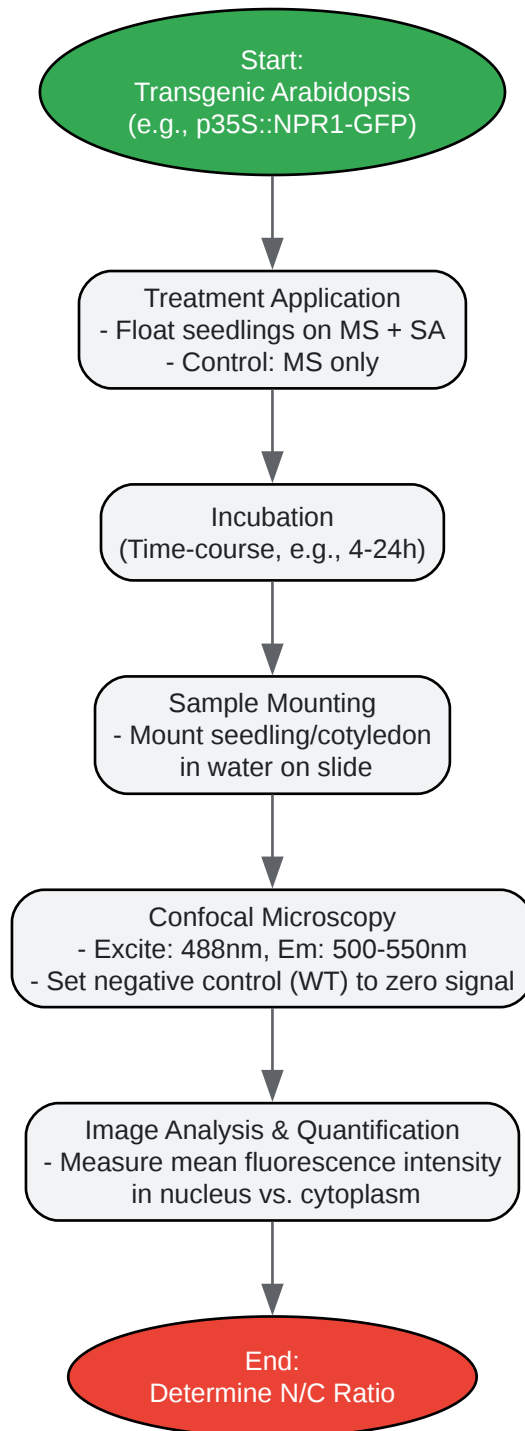 Start:
Transgenic Arabidopsis
(e.g., p35S::NPR1-GFP)
Treatment Application
- Float seedlings on MS + SA
- Control: MS only
Incubation
(Time-course, e.g., 4-24h)
Sample Mounting
- Mount seedling/cotyledon
in water on slide
Confocal Microscopy
- Excite: 488nm, Em: 500-550nm
- Set negative control (WT) to zero signal
Image Analysis & Quantification
- Measure mean fluorescence intensity
in nucleus vs. cytoplasm
End:
Determine N/C Ratio